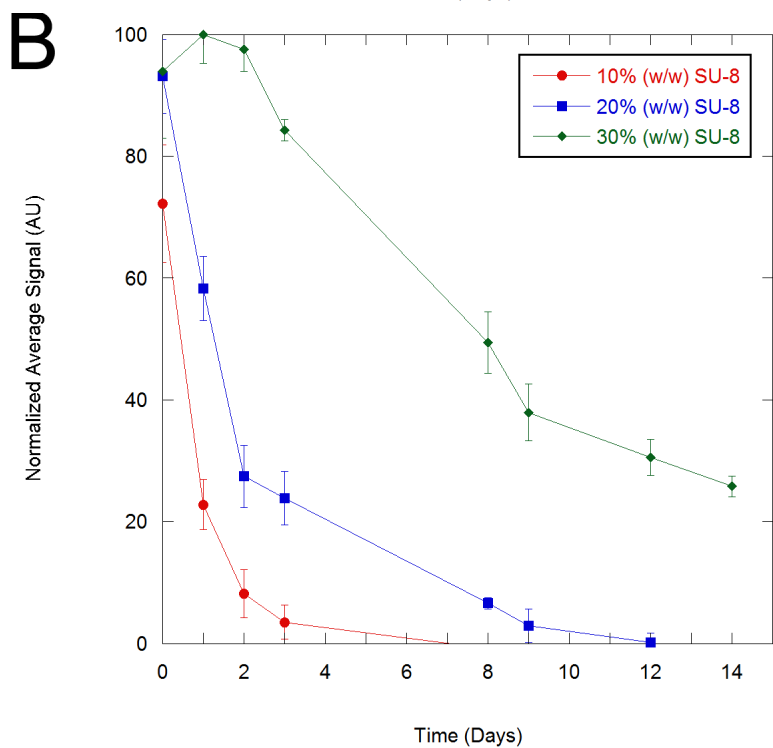 B
100
80
60
40
20
0
10% (w/w) SU-8
20% (w/w) SU-8
30% (w/w) SU-8
Normalized Average Signal (AU)
0 2 4 6 8 10 12 14
Time (Days)